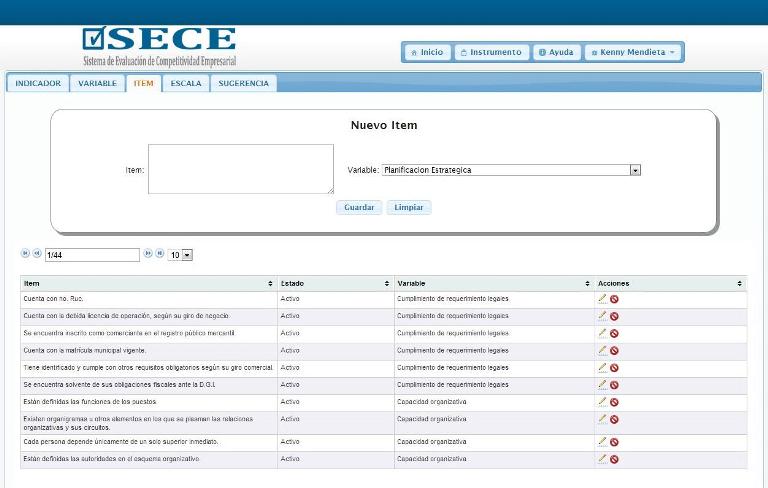 SECE
Sistema de Evaluación de Competitividad Empresarial
Inicio Instrumento Ayuda Kenny Mendieta
INDICADOR VARIABLE ITEM ESCALA SUGERENCIA
Nuevo Item
Item: Variable: Planificacion Estrategica
Guardar Limpiar
1/44 10
Item Estado Variable Acciones
Cuenta con no. Ruc. Activo Cumplimiento de requerimiento legales
Cuenta con la debida licencia de operación, según su giro de negocio. Activo Cumplimiento de requerimiento legales
Se encuentra inscrito como comerciante en el registro público mercantil. Activo Cumplimiento de requerimiento legales
Cuenta con la matrícula municipal vigente. Activo Cumplimiento de requerimiento legales
Tiene identificado y cumple con otros requisitos obligatorios según su giro comercial. Activo Cumplimiento de requerimiento legales
Se encuentra solvente de sus obligaciones fiscales ante la D.G.I. Activo Cumplimiento de requerimiento legales
Están definidas las funciones de los puestos. Activo Capacidad organizativa
Existen organigramas u otros elementos en los que se plasman las relaciones Activo Capacidad organizativa
organizativas y sus circuitos.
Cada persona depende únicamente de un solo superior inmediato. Activo Capacidad organizativa
Están definidas las autoridades en el esquema organizativo. Activo Capacidad organizativa